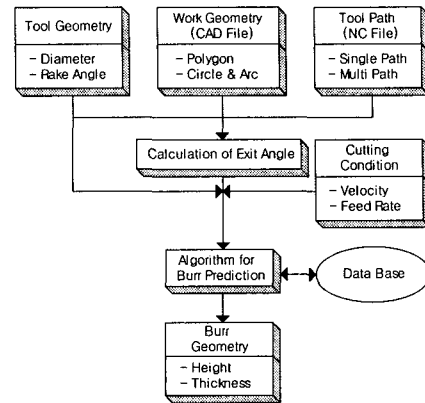 Tool Geometry
- Diameter
- Rake Angle
Work Geometry
(CAD File)
- Polygon
- Circle & Arc
Tool Path
(NC File)
- Single Path
- Multi Path
Calculation of Exit Angle
Cutting
Condition
- Velocity
- Feed Rate
Algorithm for
Burr Prediction
Data Base
Burr
Geometry
- Height
- Thickness